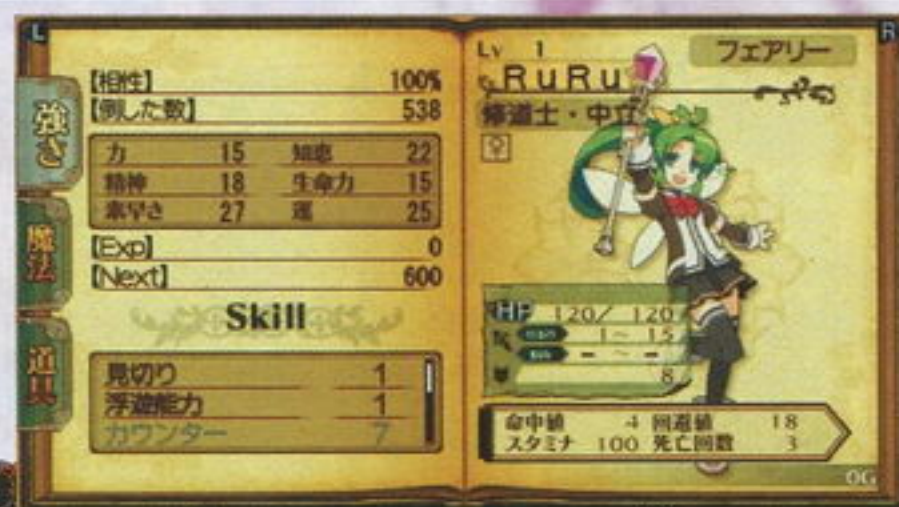 L
R
強さ
魔法
道具
【相性】 100%
【倒した数】 538
力 15 知恵 22
精神 18 生命力 15
素早さ 27 運 25
【Exp】 0
【Next】 600
Skill
見切り 1
浮遊能力 1
カウンター 7
Lv 1
フェアリー
RuRu
修道士・中立
♀
HP 120/ 120
1~ 15
- ~ -
8
命中値 4 回避値 18
スタミナ 100 死亡回数 3
0G